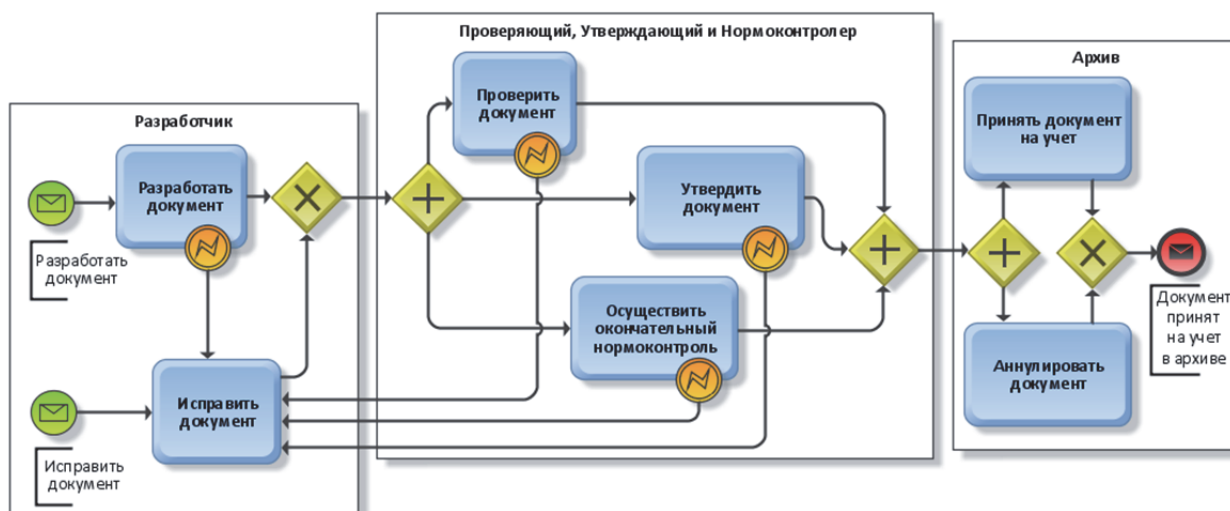 Разработчик
Разработать
документ
Разработать
документ
Исправить
документ
Исправить
документ
Проверяющий, Утверждающий и Нормоконтролер
Проверить
документ
Утвердить
документ
Осуществить
окончательный
нормоконтроль
Архив
Принять документ
на учет
Аннулировать
документ
Документ
принят
на учет
в архиве